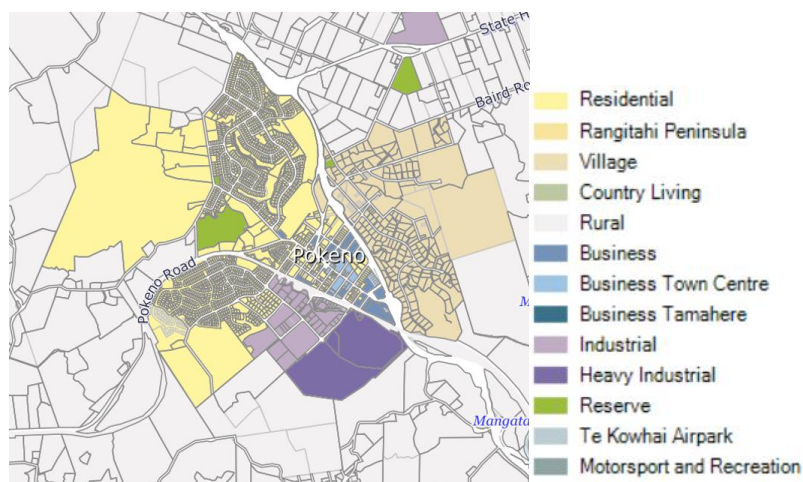 State H
Baird Ro
Pokeno
Pokeno Road
M
Mangata
Residential
Rangitahi Peninsula
Village
Country Living
Rural
Business
Business Town Centre
Business Tamahere
Industrial
Heavy Industrial
Reserve
Te Kowhai Airpark
Motorsport and Recreation